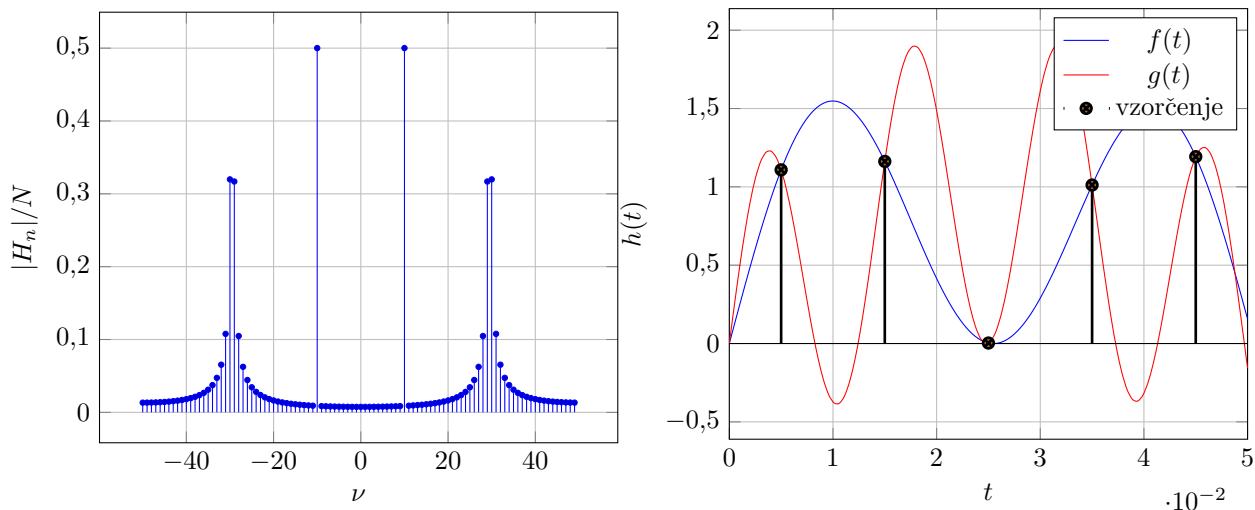 0,5
0,4
0,3
0,2
0,1
0
|H_n|/N
−40 −20 0 20 40
ν
2
1,5
1
0,5
0
−0,5
h(t)
f(t)
g(t)
vzorčenje
0 1 2 3 4 5
t
·10⁻²